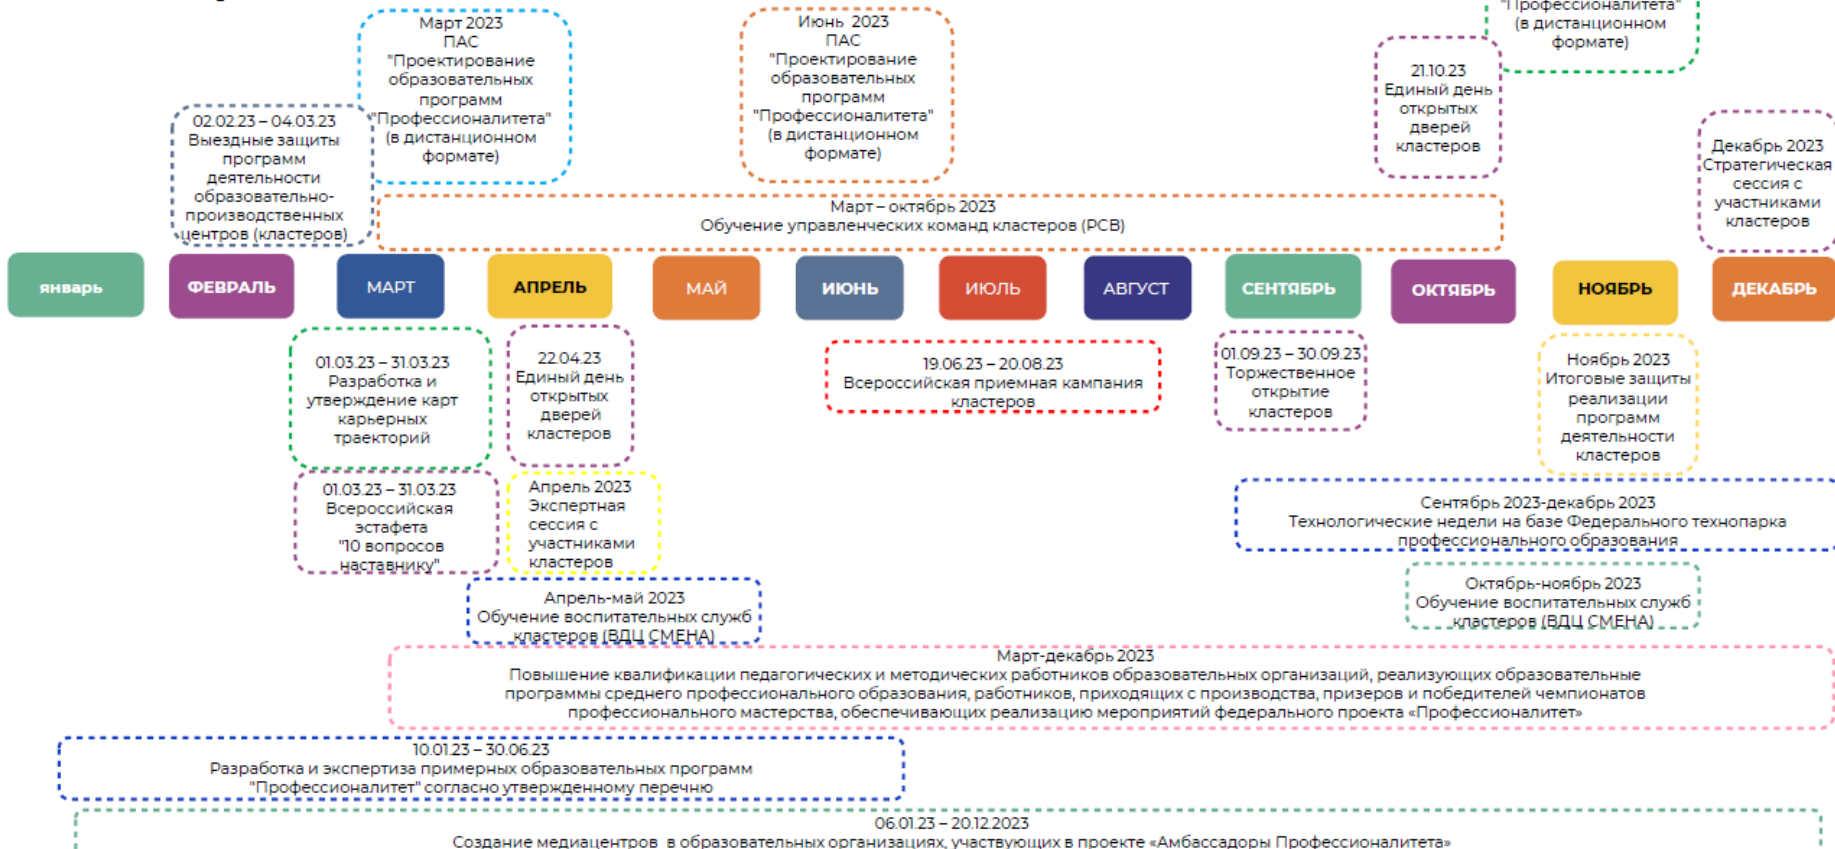 Март 2023
ПАС
"Проектирование
образовательных
программ
"Профессионалитета"
(в дистанционном
формате)
Июнь 2023
ПАС
"Проектирование
образовательных
программ
"Профессионалитета"
(в дистанционном
формате)
"Профессионалитета"
(в дистанционном
формате)
21.10.23
Единый день
открытых
дверей
кластеров
02.02.23 – 04.03.23
Выездные защиты
программ
деятельности
образовательно-
производственных
центров (кластеров)
Декабрь 2023
Стратегическая
сессия с
участниками
кластеров
Март – октябрь 2023
Обучение управленческих команд кластеров (РСВ)
январь
ФЕВРАЛЬ
МАРТ
АПРЕЛЬ
МАЙ
ИЮНЬ
ИЮЛЬ
АВГУСТ
СЕНТЯБРЬ
ОКТЯБРЬ
НОЯБРЬ
ДЕКАБРЬ
01.03.23 – 31.03.23
Разработка и
утверждение карт
карьерных
траекторий
22.04.23
Единый день
открытых
дверей
кластеров
19.06.23 – 20.08.23
Всероссийская приемная кампания
кластеров
01.09.23 – 30.09.23
Торжественное
открытие
кластеров
Ноябрь 2023
Итоговые защиты
реализации
программ
деятельности
кластеров
01.03.23 – 31.03.23
Всероссийская
эстафета
"10 вопросов
наставнику"
Апрель 2023
Экспертная
сессия с
участниками
кластеров
Сентябрь 2023-декабрь 2023
Технологические недели на базе Федерального технопарка
профессионального образования
Апрель-май 2023
Обучение воспитательных служб
кластеров (ВДЦ СМЕНА)
Октябрь-ноябрь 2023
Обучение воспитательных служб
кластеров (ВДЦ СМЕНА)
Март-декабрь 2023
Повышение квалификации педагогических и методических работников образовательных организаций, реализующих образовательные
программы среднего профессионального образования, работников, приходящих с производства, призеров и победителей чемпионатов
профессионального мастерства, обеспечивающих реализацию мероприятий федерального проекта «Профессионалитет»
10.01.23 – 30.06.23
Разработка и экспертиза примерных образовательных программ
"Профессионалитет" согласно утвержденному перечню
06.01.23 – 20.12.2023
Создание медиацентров в образовательных организациях, участвующих в проекте «Амбассадоры Профессионалитета»